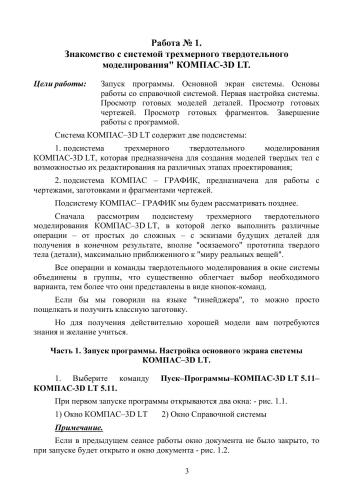 Работа № 1.
Знакомство с системой трехмерного твердотельного
моделирования" КОМПАС-3D LT.
Цели работы: Запуск программы. Основной экран системы. Основы
работы со справочной системой. Первая настройка системы.
Просмотр готовых моделей деталей. Просмотр готовых
чертежей. Просмотр готовых фрагментов. Завершение
работы с программой.
Система КОМПАС–3D LT содержит две подсистемы:
1. подсистема трехмерного твердотельного моделирования
КОМПАС-3D LT, которая предназначена для создания моделей твердых тел с
возможностью их редактирования на различных этапах проектирования;
2. подсистема КОМПАС – ГРАФИК, предназначена для работы с
чертежами, заготовками и фрагментами чертежей.
Подсистему КОМПАС– ГРАФИК мы будем рассматривать позднее.
Сначала рассмотрим подсистему трехмерного твердотельного
моделирования КОМПАС–3D LT, в которой легко выполнить различные
операции – от простых до сложных – с эскизами будущих деталей для
получения в конечном результате, вполне "осязаемого" прототипа твердого
тела (детали), максимально приближенного к "миру реальных вещей".
Все операции и команды твердотельного моделирования в окне системы
объединены в группы, что существенно облегчает выбор необходимого
варианта, тем более что они представлены в виде кнопок-команд.
Если бы мы говорили на языке "тинейджера", то можно просто
пощелкать и получить классную заготовку.
Но для получения действительно хорошей модели вам потребуются
знания и желание учиться.
Часть 1. Запуск программы. Настройка основного экрана системы
КОМПАС–3D LT.
1. Выберите команду Пуск–Программы–КОМПАС-3D LT 5.11–
КОМПАС-3D LT 5.11.
При первом запуске программы открываются два окна: - рис. 1.1.
1) Окно КОМПАС–3D LT 2) Окно Справочной системы
Примечание.
Если в предыдущем сеансе работы окно документа не было закрыто, то
при запуске будет открыто и окно документа - рис. 1.2.
3